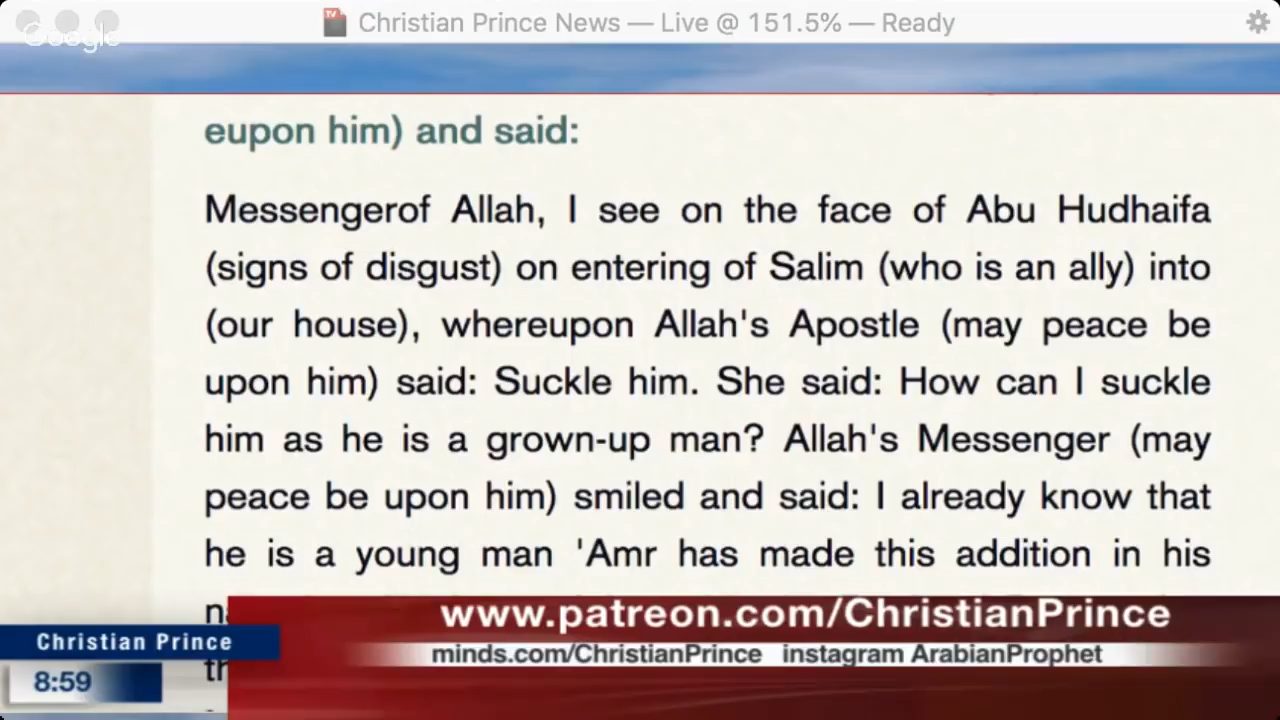 Christian Prince News — Live @ 151.5% — Ready
Google
eupon him) and said:
Messengerof Allah, I see on the face of Abu Hudhaifa
(signs of disgust) on entering of Salim (who is an ally) into
(our house), whereupon Allah's Apostle (may peace be
upon him) said: Suckle him. She said: How can I suckle
him as he is a grown-up man? Allah's Messenger (may
peace be upon him) smiled and said: I already know that
he is a young man 'Amr has made this addition in his
www.patreon.com/ChristianPrince
Christian Prince
minds.com/ChristianPrince instagram ArabianProphet
8:59